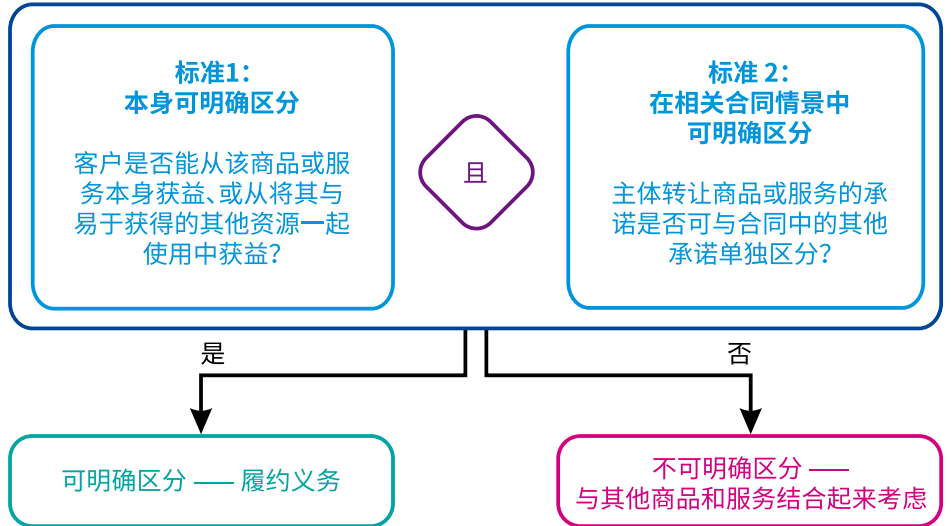 标准1：
本身可明确区分
客户是否能从该商品或服
务本身获益、或从将其与
易于获得的其他资源一起
使用中获益？
且
标准 2：
在相关合同情景中
可明确区分
主体转让商品或服务的承
诺是否可与合同中的其他
承诺单独区分？
是
否
可明确区分 —— 履约义务
不可明确区分 ——
与其他商品和服务结合起来考虑